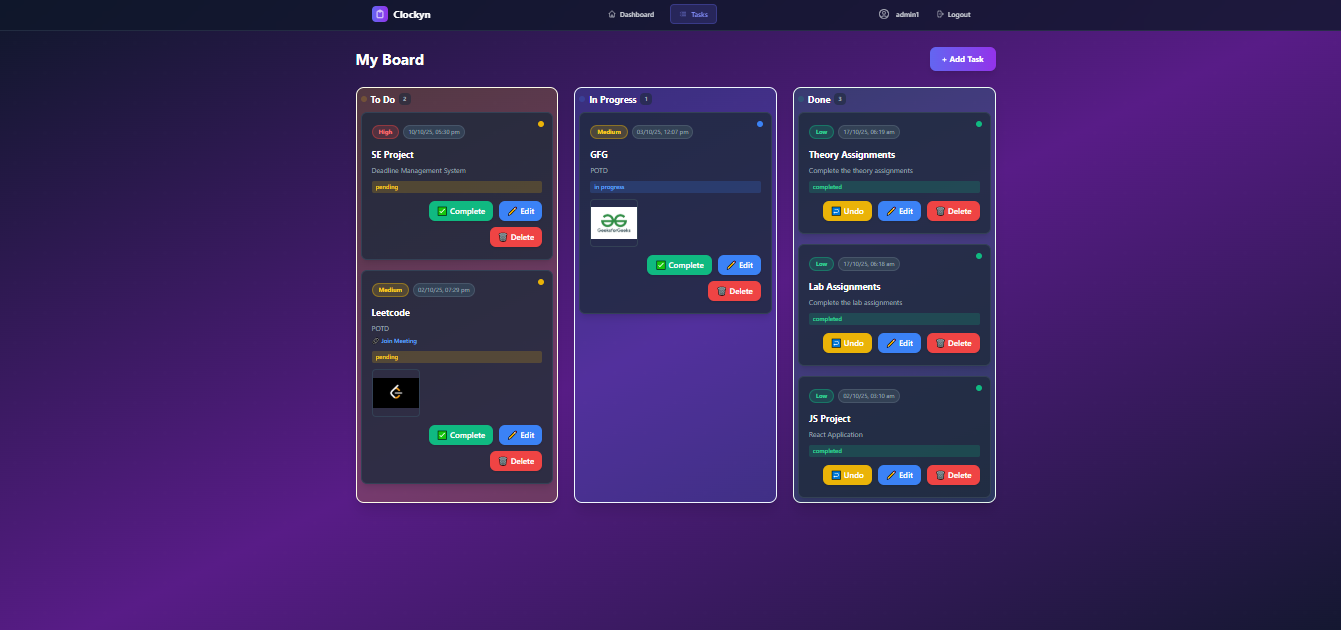 Clockyn
Dashboard
Tasks
admin1
Logout
My Board
+ Add Task
To Do 2
High 10/10/25, 05:30 pm
SE Project
Deadline Management System
pending
Complete
Edit
Delete
Medium 02/10/25, 07:29 pm
Leetcode
POTD
Join Meeting
pending
Complete
Edit
Delete
In Progress 1
Medium 03/10/25, 12:07 pm
GFG
POTD
in progress
GeeksforGeeks
Complete
Edit
Delete
Done 3
Low 17/10/25, 06:19 am
Theory Assignments
Complete the theory assignments
completed
Undo
Edit
Delete
Low 17/10/25, 06:18 am
Lab Assignments
Complete the lab assignments
completed
Undo
Edit
Delete
Low 02/10/25, 03:10 am
JS Project
React Application
completed
Undo
Edit
Delete